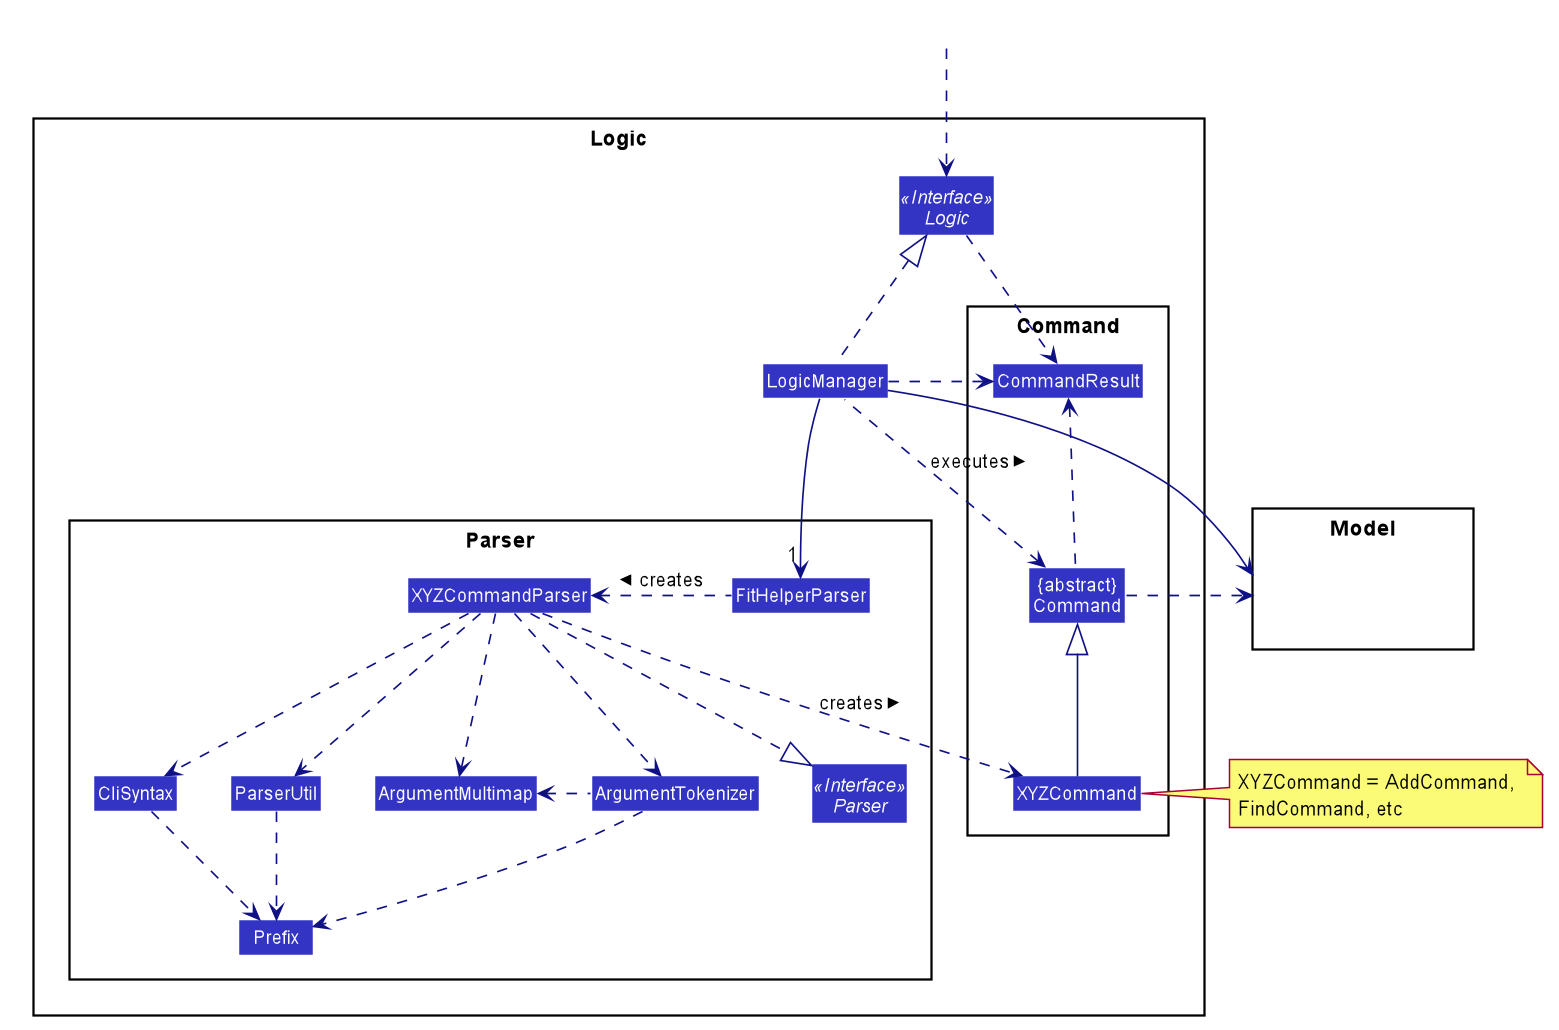 Logic
«Interface»
Logic
Command
LogicManager
CommandResult
executes ►
Model
Parser
1
◄ creates
XYZCommandParser
FitHelperParser
{abstract}
Command
creates ►
CliSyntax
ParserUtil
ArgumentMultimap
ArgumentTokenizer
«Interface»
Parser
XYZCommand
XYZCommand = AddCommand,
FindCommand, etc
Prefix